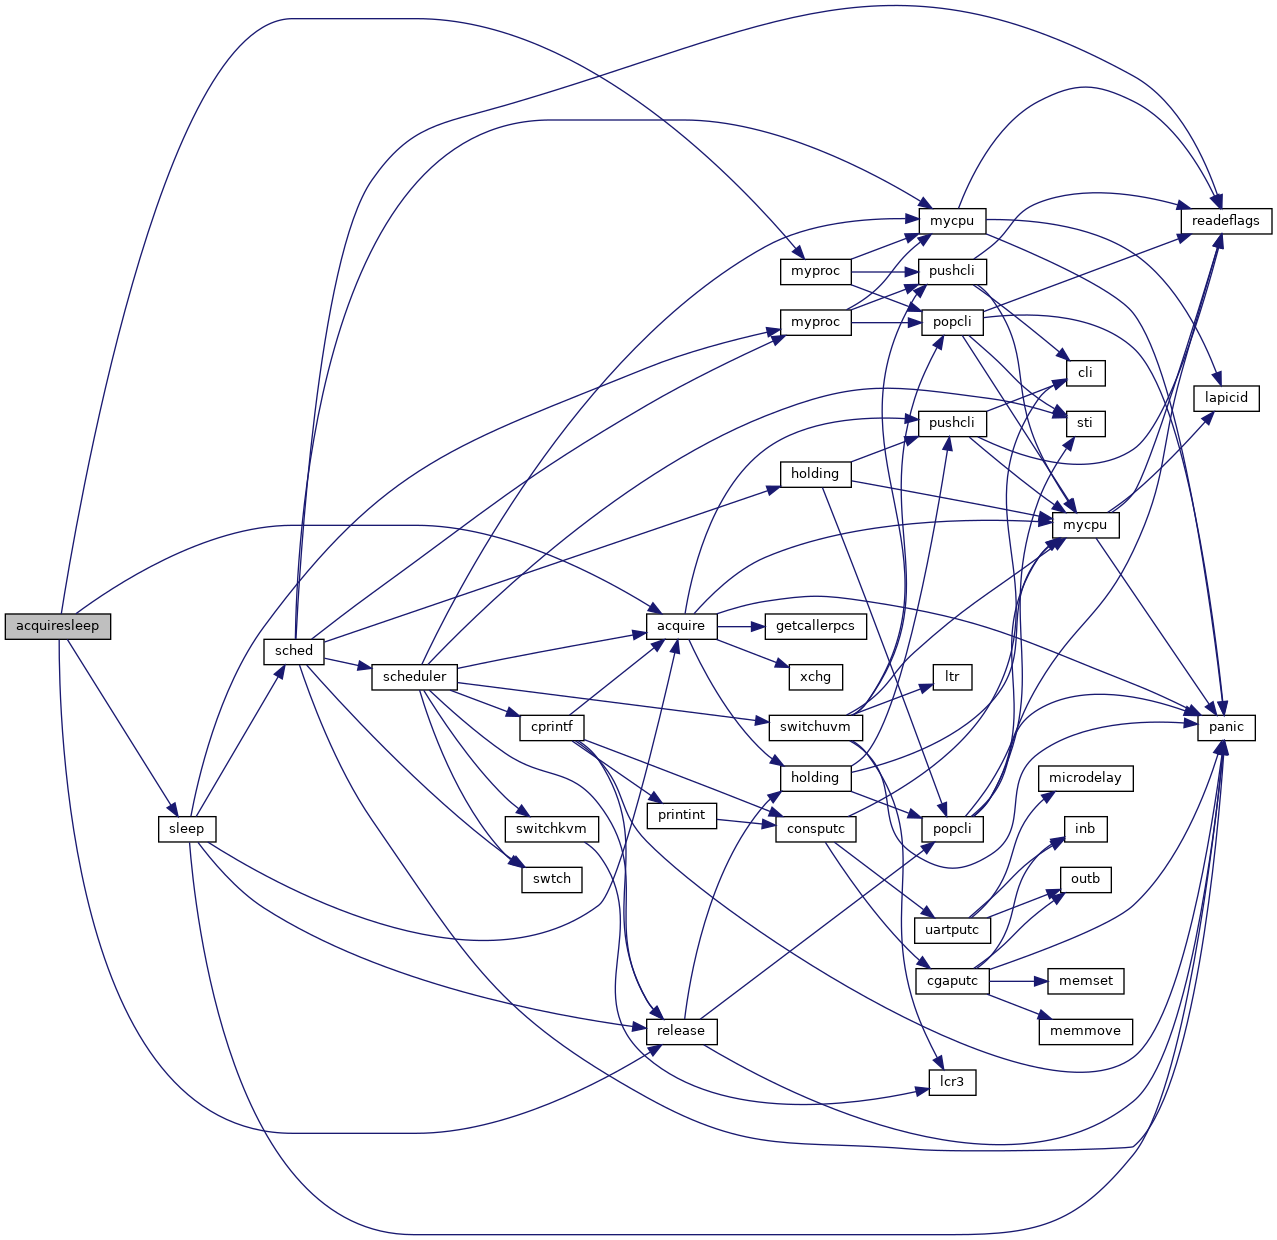 mycpu
readeflags
myproc
pushcli
myproc
popcli
cli
lapicid
pushcli
sti
holding
mycpu
acquiresleep
acquire
getcallerpcs
sched
scheduler
xchg
ltr
cprintf
switchuvm
panic
holding
microdelay
printint
sleep
switchkvm
consputc
popcli
inb
swtch
outb
uartputc
cgaputc
memset
release
memmove
lcr3